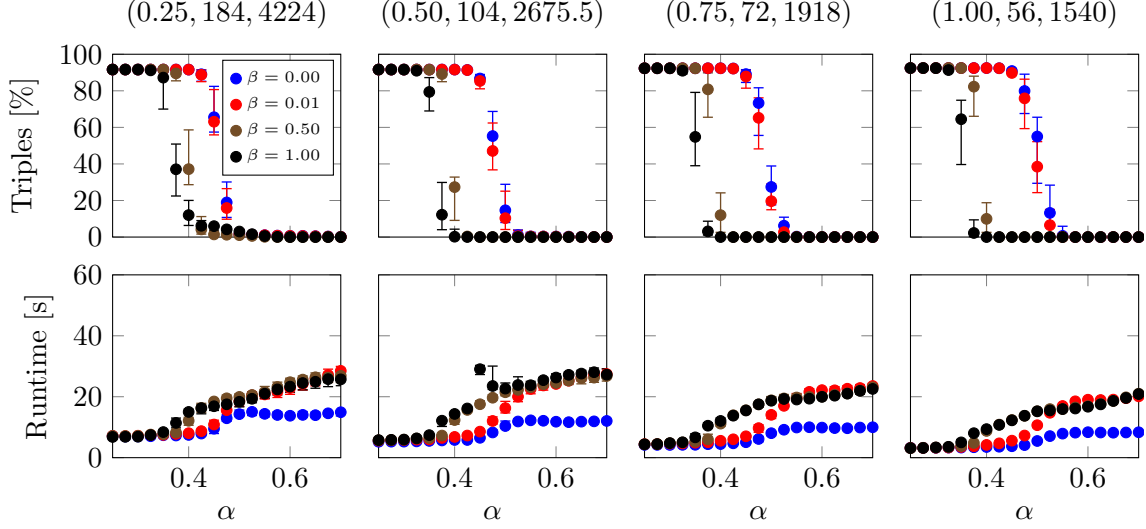 (0.25, 184, 4224) (0.50, 104, 2675.5) (0.75, 72, 1918) (1.00, 56, 1540)
Triples [%]
100
80
60
40
20
0
β = 0.00
β = 0.01
β = 0.50
β = 1.00
Runtime [s]
60
40
20
0
0.4 0.6 0.4 0.6 0.4 0.6 0.4 0.6
α α α α